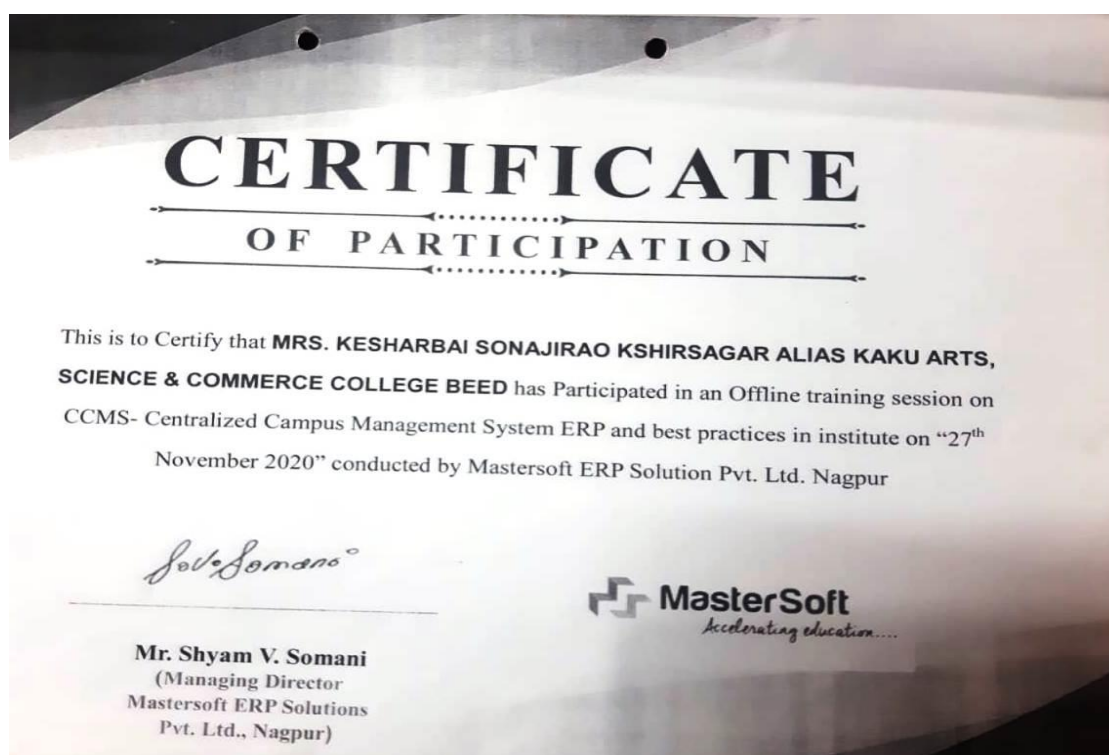 CERTIFICATE
OF PARTICIPATION
This is to Certify that MRS. KESHARBAI SONAJIRAO KSHIRSAGAR ALIAS KAKU ARTS,
SCIENCE & COMMERCE COLLEGE BEED has Participated in an Offline training session on
CCMS- Centralized Campus Management System ERP and best practices in institute on “27th
November 2020” conducted by Mastersoft ERP Solution Pvt. Ltd. Nagpur
MasterSoft
Accelerating education....
Mr. Shyam V. Somani
(Managing Director
Mastersoft ERP Solutions
Pvt. Ltd., Nagpur)